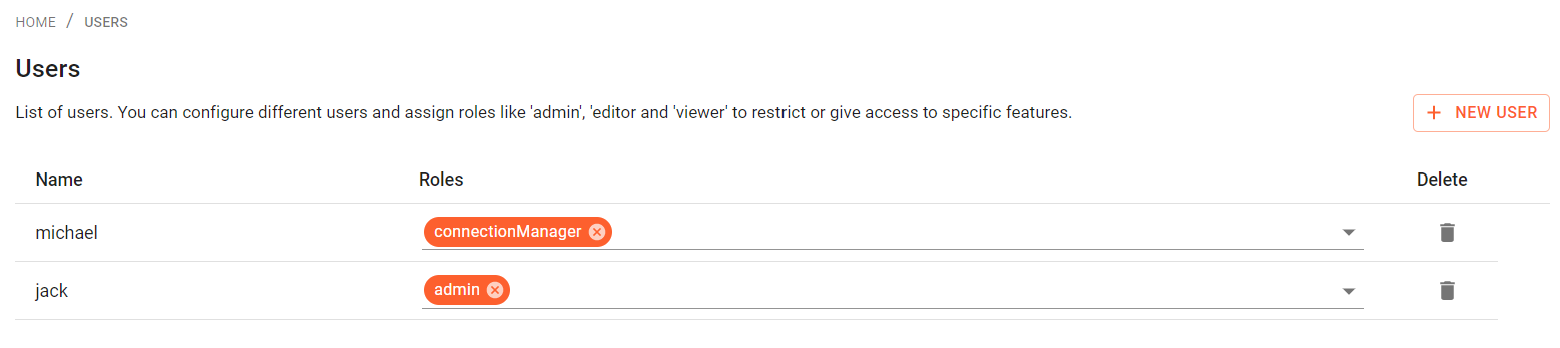 HOME / USERS
Users
List of users. You can configure different users and assign roles like 'admin', 'editor and 'viewer' to restrict or give access to specific features.
+ NEW USER
Name Roles Delete
michael connectionManager
jack admin